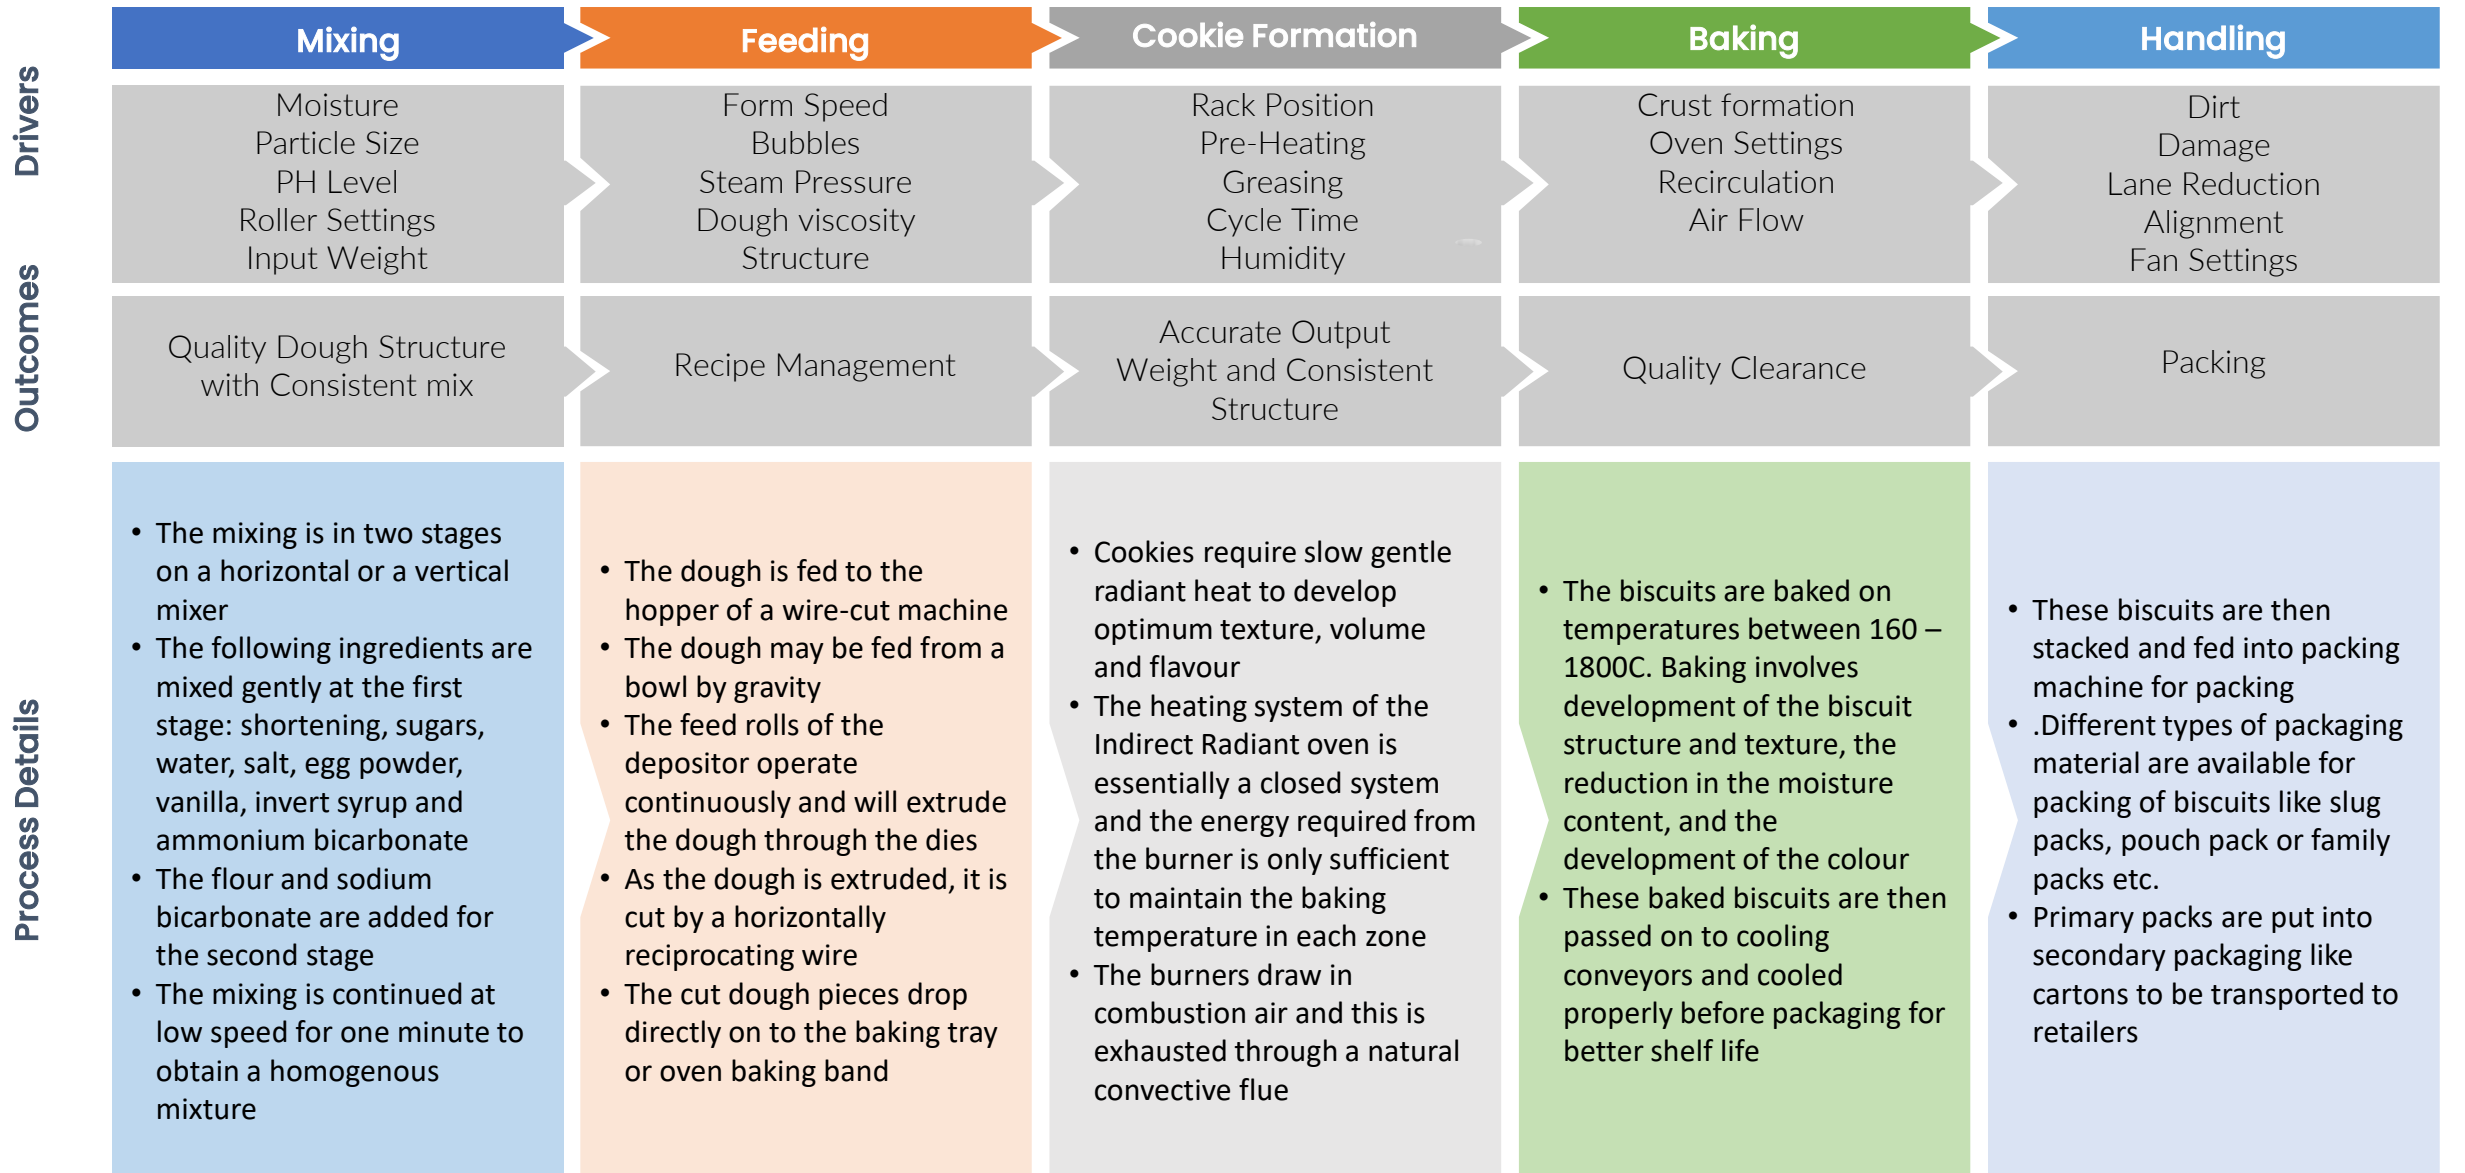 Mixing
Feeding
Cookie Formation
Baking
Handling
Drivers
Moisture
Particle Size
PH Level
Roller Settings
Input Weight
Form Speed
Bubbles
Steam Pressure
Dough viscosity
Structure
Rack Position
Pre-Heating
Greasing
Cycle Time
Humidity
Crust formation
Oven Settings
Recirculation
Air Flow
Dirt
Damage
Lane Reduction
Alignment
Fan Settings
Outcomes
Quality Dough Structure
with Consistent mix
Recipe Management
Accurate Output
Weight and Consistent
Structure
Quality Clearance
Packing
Process Details
• The mixing is in two stages
on a horizontal or a vertical
mixer
• The following ingredients are
mixed gently at the first
stage: shortening, sugars,
water, salt, egg powder,
vanilla, invert syrup and
ammonium bicarbonate
• The flour and sodium
bicarbonate are added for
the second stage
• The mixing is continued at
low speed for one minute to
obtain a homogenous
mixture
• The dough is fed to the
hopper of a wire-cut machine
• The dough may be fed from a
bowl by gravity
• The feed rolls of the
depositor operate
continuously and will extrude
the dough through the dies
• As the dough is extruded, it is
cut by a horizontally
reciprocating wire
• The cut dough pieces drop
directly on to the baking tray
or oven baking band
• Cookies require slow gentle
radiant heat to develop
optimum texture, volume
and flavour
• The heating system of the
Indirect Radiant oven is
essentially a closed system
and the energy required from
the burner is only sufficient
to maintain the baking
temperature in each zone
• The burners draw in
combustion air and this is
exhausted through a natural
convective flue
• The biscuits are baked on
temperatures between 160 –
1800C. Baking involves
development of the biscuit
structure and texture, the
reduction in the moisture
content, and the
development of the colour
• These baked biscuits are then
passed on to cooling
conveyors and cooled
properly before packaging for
better shelf life
• These biscuits are then
stacked and fed into packing
machine for packing
• .Different types of packaging
material are available for
packing of biscuits like slug
packs, pouch pack or family
packs etc.
• Primary packs are put into
secondary packaging like
cartons to be transported to
retailers